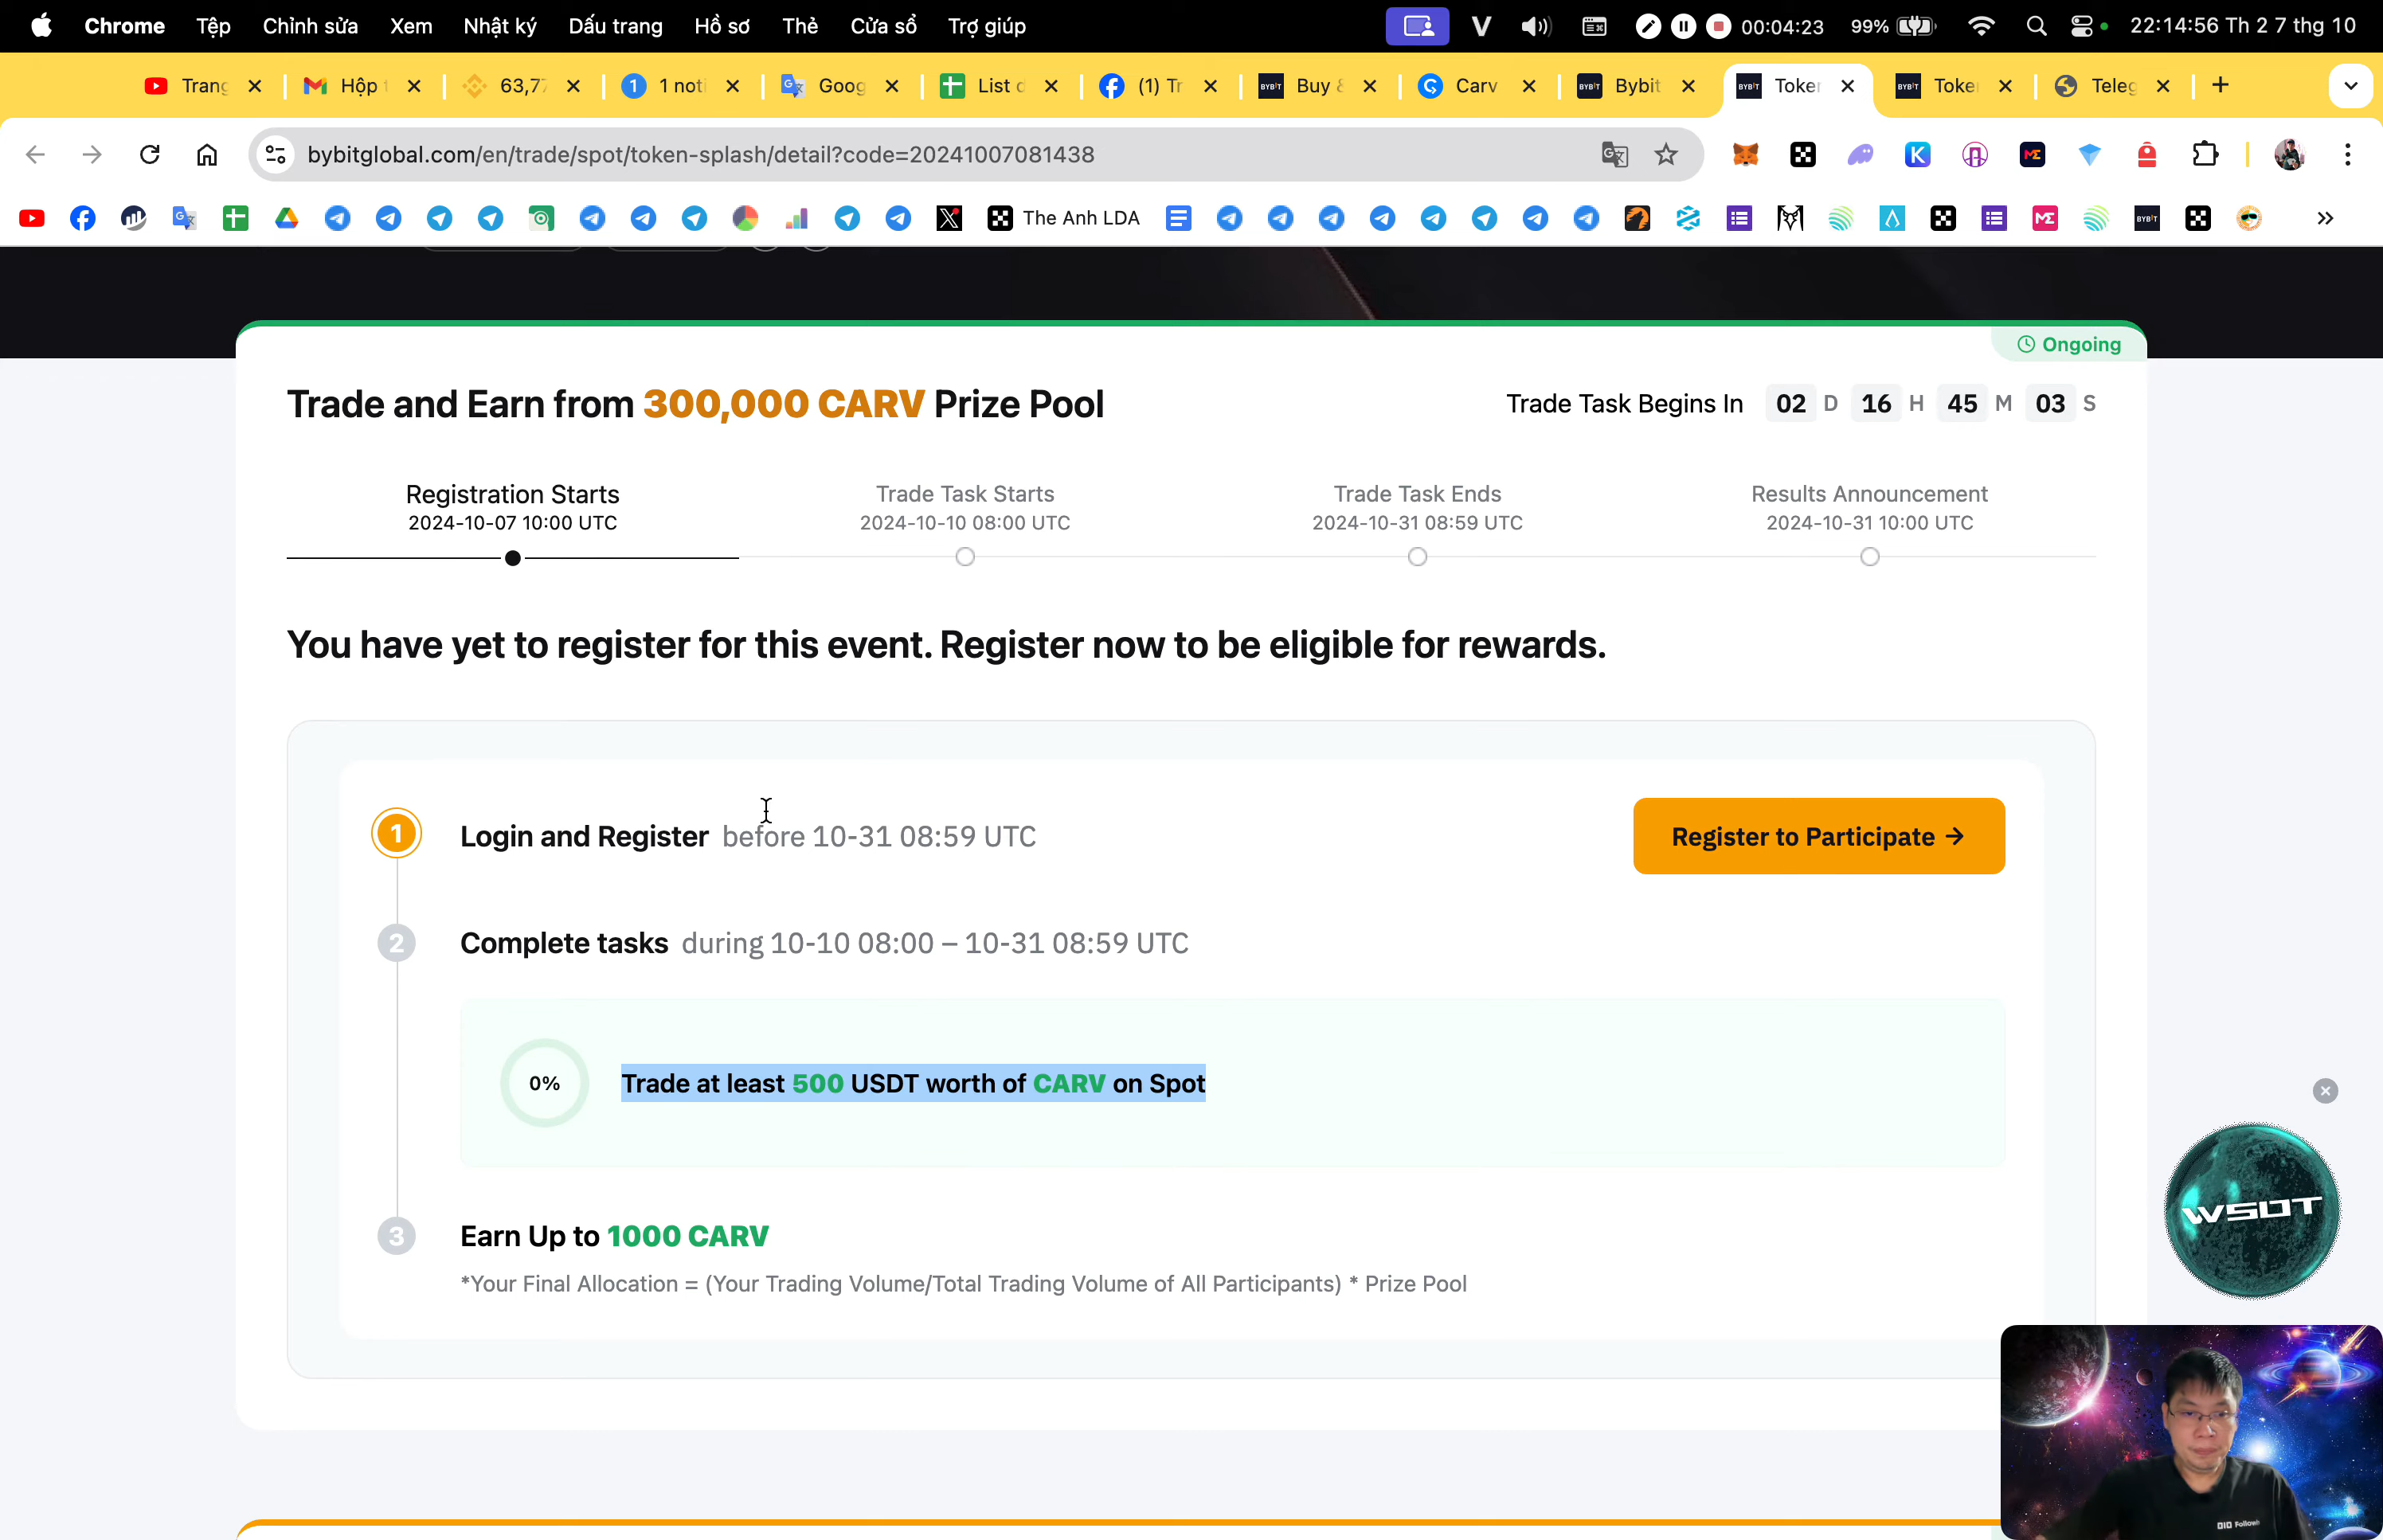 Chrome Tệp Chỉnh sửa Xem Nhật ký Dấu trang Hồ sơ Thẻ Cửa sổ Trợ giúp 00:04:23 99% 22:14:56 Th 2 7 thg 10
Trang Hộp 63,77 1 noti Goog List (1) Tr Buy Carv Bybit Token Token Teleg
bybitglobal.com/en/trade/spot/token-splash/detail?code=20241007081438
The Anh LDA
Ongoing
Trade and Earn from 300,000 CARV Prize Pool
Trade Task Begins In 02 D 16 H 45 M 03 S
Registration Starts Trade Task Starts Trade Task Ends Results Announcement
2024-10-07 10:00 UTC 2024-10-10 08:00 UTC 2024-10-31 08:59 UTC 2024-10-31 10:00 UTC
You have yet to register for this event. Register now to be eligible for rewards.
1 Login and Register before 10-31 08:59 UTC
Register to Participate →
2 Complete tasks during 10-10 08:00 – 10-31 08:59 UTC
0% Trade at least 500 USDT worth of CARV on Spot
WSOT
3 Earn Up to 1000 CARV
*Your Final Allocation = (Your Trading Volume/Total Trading Volume of All Participants) * Prize Pool